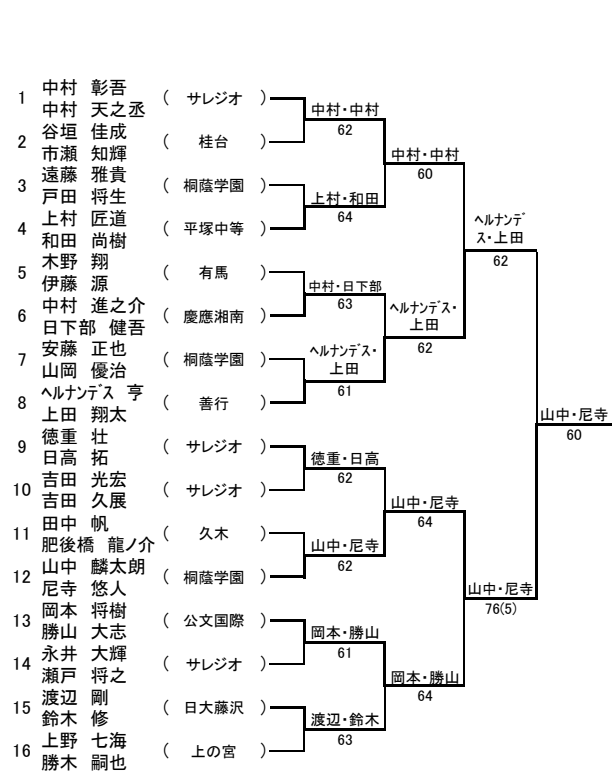 1 中村 彰吾
中村 天之丞
( サレジオ )
2 谷垣 佳成
市瀬 知輝
( 桂台 )
3 遠藤 雅貴
戸田 将生
( 桐蔭学園 )
4 上村 匠道
和田 尚樹
( 平塚中等 )
5 木野 翔
伊藤 源
( 有馬 )
6 中村 進之介
日下部 健吾
( 慶應湘南 )
7 安藤 正也
山岡 優治
( 桐蔭学園 )
8 ヘルナンデス 亨
上田 翔太
( 善行 )
9 徳重 壮
日高 拓
( サレジオ )
10 吉田 光宏
吉田 久展
( サレジオ )
11 田中 帆
肥後橋 龍ノ介
( 久木 )
12 山中 麟太朗
尼寺 悠人
( 桐蔭学園 )
13 岡本 将樹
勝山 大志
( 公文国際 )
14 永井 大輝
瀬戸 将之
( サレジオ )
15 渡辺 剛
鈴木 修
( 日大藤沢 )
16 上野 七海
勝木 嗣也
( 上の宮 )
中村・中村
62
上村・和田
64
中村・日下部
63
ヘルナンデス・
上田
61
徳重・日高
62
山中・尼寺
62
岡本・勝山
61
渡辺・鈴木
63
中村・中村
60
ヘルナンデス・
上田
62
山中・尼寺
64
岡本・勝山
64
ヘルナンデ
ス・上田
62
山中・尼寺
76(5)
山中・尼寺
60